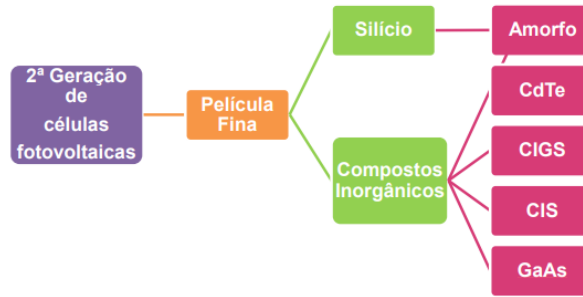 2ª Geração
de
células
fotovoltaicas
Película
Fina
Silício
Compostos
Inorgânicos
Amorfo
CdTe
CIGS
CIS
GaAs